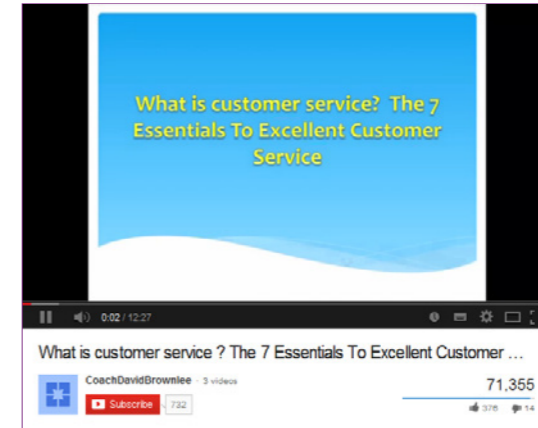 What is customer service?  The 7
Essentials To Excellent Customer
Service
0:02 / 12:27
What is customer service ? The 7 Essentials To Excellent Customer ...
CoachDavidBrownlee · 3 videos
71,355
Subscribe 732
376 14